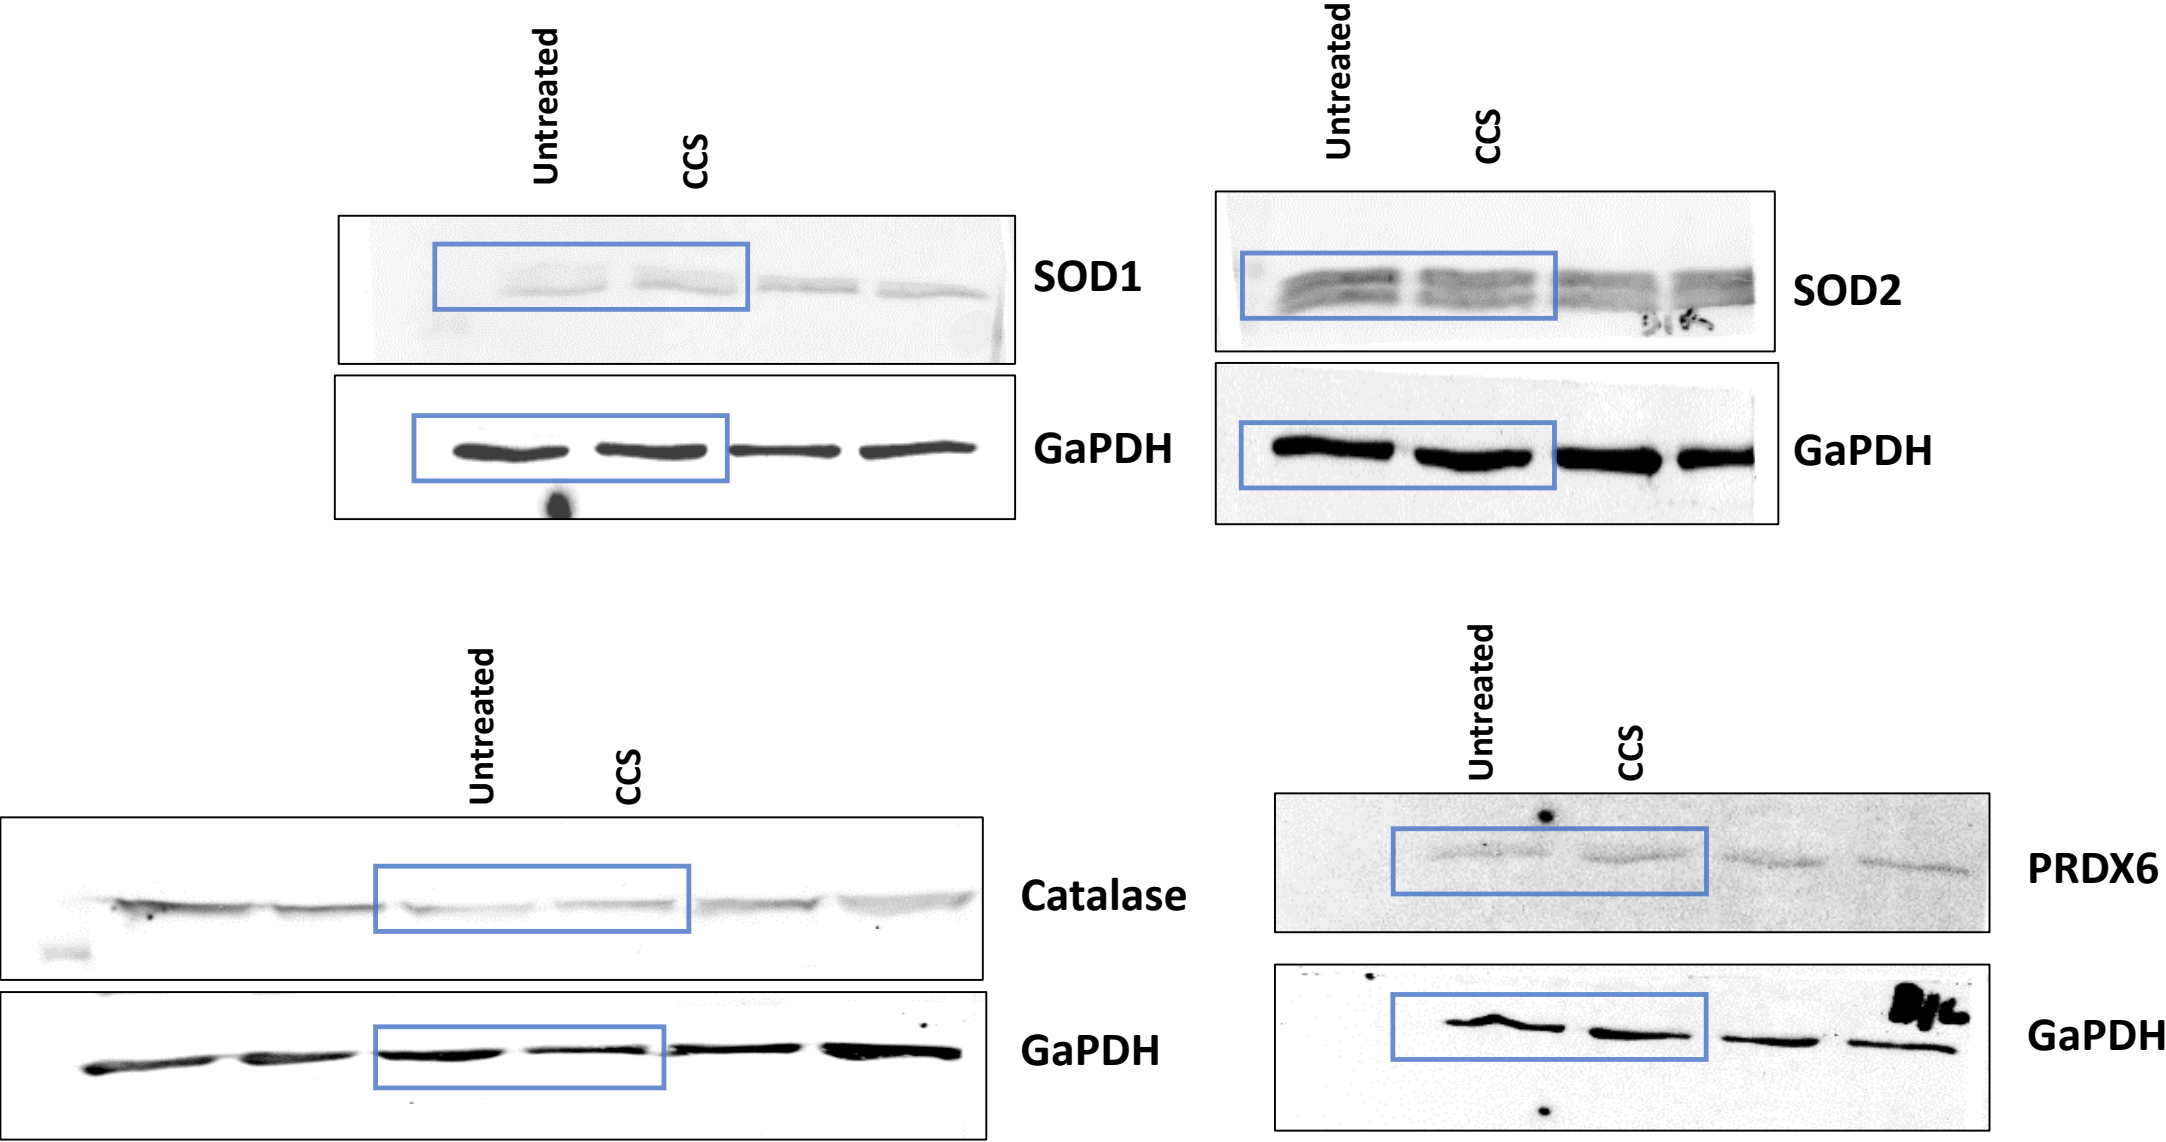 Untreated
CCS
SOD1
GaPDH
Untreated
CCS
SOD2
GaPDH
Untreated
CCS
Catalase
GaPDH
Untreated
CCS
PRDX6
GaPDH